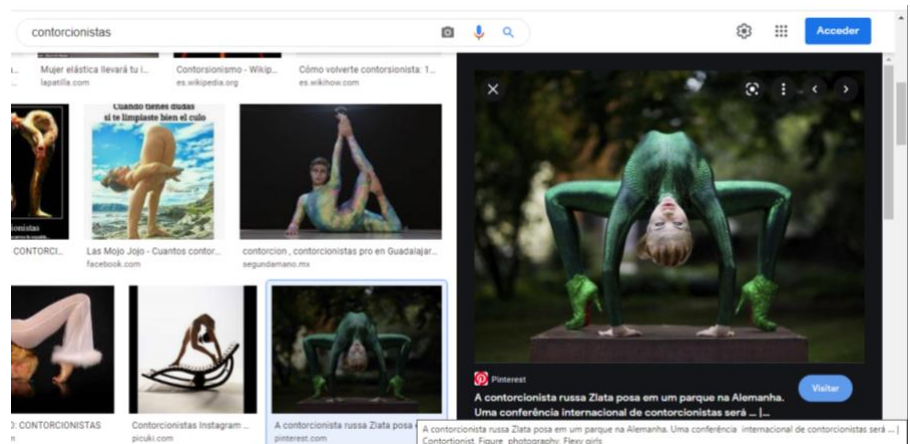 contorcionistas
Acceder
Mujer elástica llevará tu i...
Contorsionismo - Wikip...
Cómo volverte contorsionista: 1...
lapatilla.com
es.wikipedia.org
es.wikihow.com
Cuando tienes dudas
si te limpiaste bien el culo
ionistas
CONTORCI...
Las Mojo Jojo - Cuantos contor...
contorcion , contorcionistas pro en Guadalajar...
facebook.com
segundamano.mx
O: CONTORCIONISTAS
Contorcionistas Instagram ...
A contorcionista russa Zlata posa
picuki.com
pinterest.com
Pinterest
A contorcionista russa Zlata posa em um parque na Alemanha.
Uma conferência internacional de contorcionistas será ... |...
Visitar
A contorcionista russa Zlata posa em um parque na Alemanha. Uma conferência internacional de contorcionistas será ... |
Contortionist, Figure, photography, Flexy girls